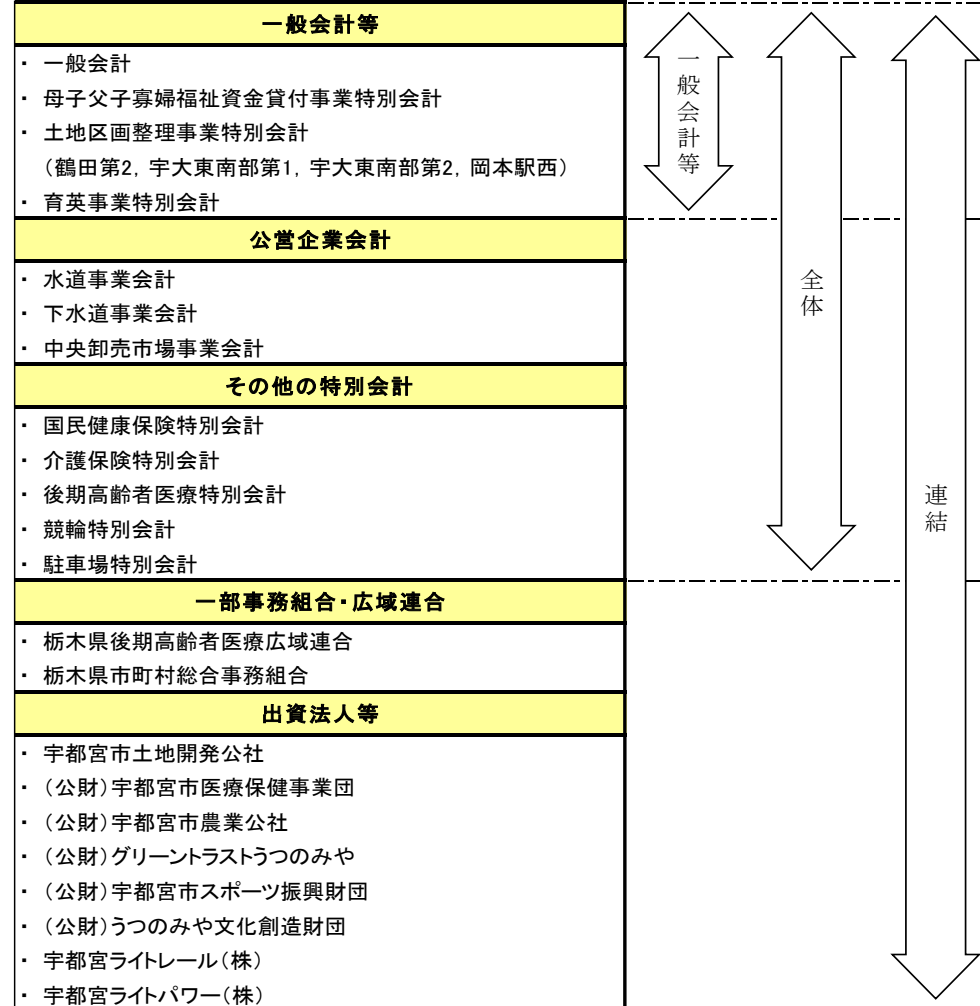 一般会計等
・ 一般会計
・ 母子父子寡婦福祉資金貸付事業特別会計
・ 土地区画整理事業特別会計
（鶴田第2，宇大東南部第1，宇大東南部第2，岡本駅西）
・ 育英事業特別会計
公営企業会計
・ 水道事業会計
・ 下水道事業会計
・ 中央卸売市場事業会計
その他の特別会計
・ 国民健康保険特別会計
・ 介護保険特別会計
・ 後期高齢者医療特別会計
・ 競輪特別会計
・ 駐車場特別会計
一部事務組合・広域連合
・ 栃木県後期高齢者医療広域連合
・ 栃木県市町村総合事務組合
出資法人等
・ 宇都宮市土地開発公社
・ （公財）宇都宮市医療保健事業団
・ （公財）宇都宮市農業公社
・ （公財）グリーントラストうつのみや
・ （公財）宇都宮市スポーツ振興財団
・ （公財）うつのみや文化創造財団
・ 宇都宮ライトレール（株）
・ 宇都宮ライトパワー（株）
一般会計等
全体
連結